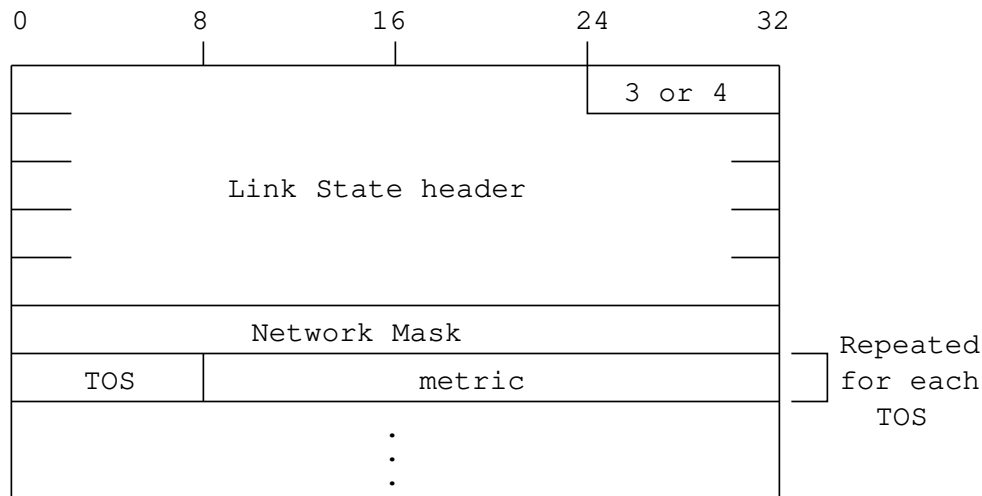 0 8 16 24 32
3 or 4
Link State header
Network Mask
Repeated
TOS metric for each
TOS
.
.
.